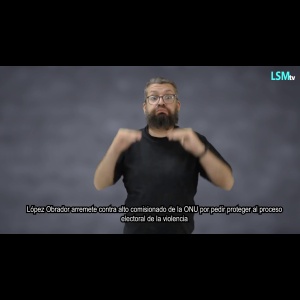 LSMtv
López Obrador arremete contra alto comisionado de la ONU por pedir proteger al proceso
electoral de la violencia